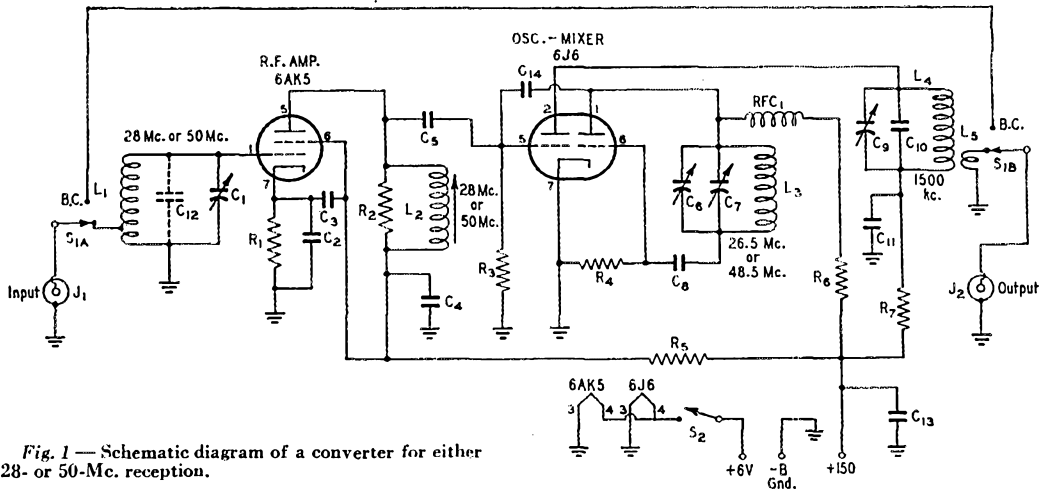 OSC.-MIXER
6J6
R.F. AMP.
6AK5
28 Mc. or 50 Mc.
B.C.
L1
S1A
Input
J1
C12
C1
1
5
6
7
R1
C2
C3
R2
L2
28 Mc.
or
50 Mc.
C4
C5
C14
R3
5
2
1
6
7
R4
C8
C6
C7
L3
26.5 Mc.
or
48.5 Mc.
RFC1
R6
R5
C9
C10
L4
L5
1500
kc.
C11
R7
B.C.
S1B
J2
Output
6AK5
6J6
3
4
3
4
S2
+6V
-B
Gnd.
+150
C13
Fig. 1 — Schematic diagram of a converter for either
28- or 50-Mc. reception.